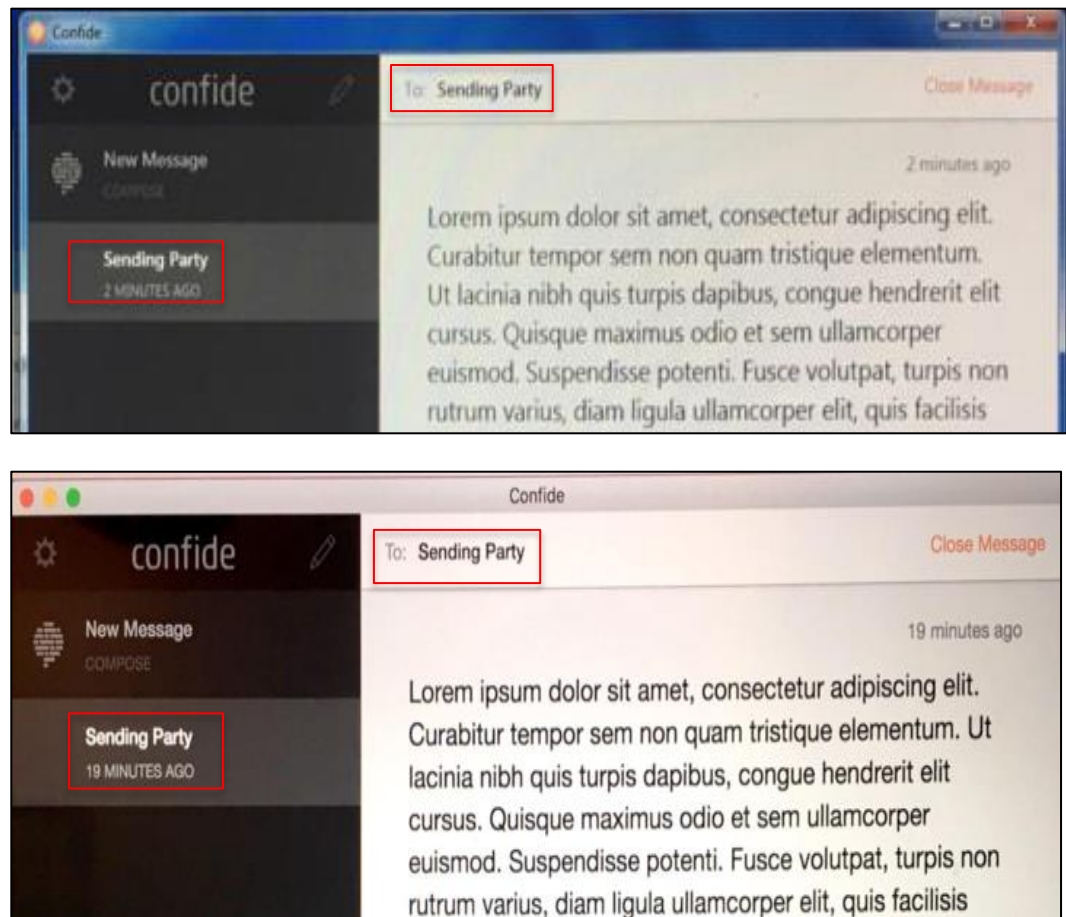 Confide
confide
To: Sending Party
Close Message
New Message
COMPOSE
2 minutes ago
Sending Party
2 MINUTES AGO
Lorem ipsum dolor sit amet, consectetur adipiscing elit.
Curabitur tempor sem non quam tristique elementum.
Ut lacinia nibh quis turpis dapibus, congue hendrerit elit
cursus. Quisque maximus odio et sem ullamcorper
euismod. Suspendisse potenti. Fusce volutpat, turpis non
rutrum varius, diam ligula ullamcorper elit, quis facilisis
Confide
confide
To: Sending Party
Close Message
New Message
COMPOSE
19 minutes ago
Sending Party
19 MINUTES AGO
Lorem ipsum dolor sit amet, consectetur adipiscing elit.
Curabitur tempor sem non quam tristique elementum. Ut
lacinia nibh quis turpis dapibus, congue hendrerit elit
cursus. Quisque maximus odio et sem ullamcorper
euismod. Suspendisse potenti. Fusce volutpat, turpis non
rutrum varius, diam ligula ullamcorper elit, quis facilisis